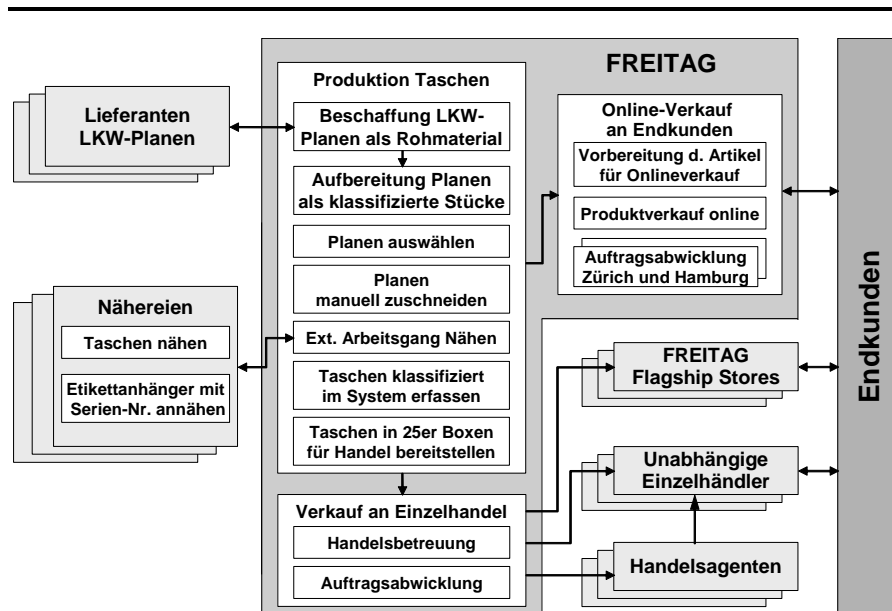 FREITAG
Lieferanten
LKW-Planen
Nähereien
Taschen nähen
Etikettanhänger mit
Serien-Nr. annähen
Produktion Taschen
Beschaffung LKW-
Planen als Rohmaterial
Aufbereitung Planen
als klassifizierte Stücke
Planen auswählen
Planen
manuell zuschneiden
Ext. Arbeitsgang Nähen
Taschen klassifiziert
im System erfassen
Taschen in 25er Boxen
für Handel bereitstellen
Verkauf an Einzelhandel
Handelsbetreuung
Auftragsabwicklung
Online-Verkauf
an Endkunden
Vorbereitung d. Artikel
für Onlineverkauf
Produktverkauf online
Auftragsabwicklung
Zürich und Hamburg
FREITAG
Flagship Stores
Unabhängige
Einzelhändler
Handelsagenten
Endkunden